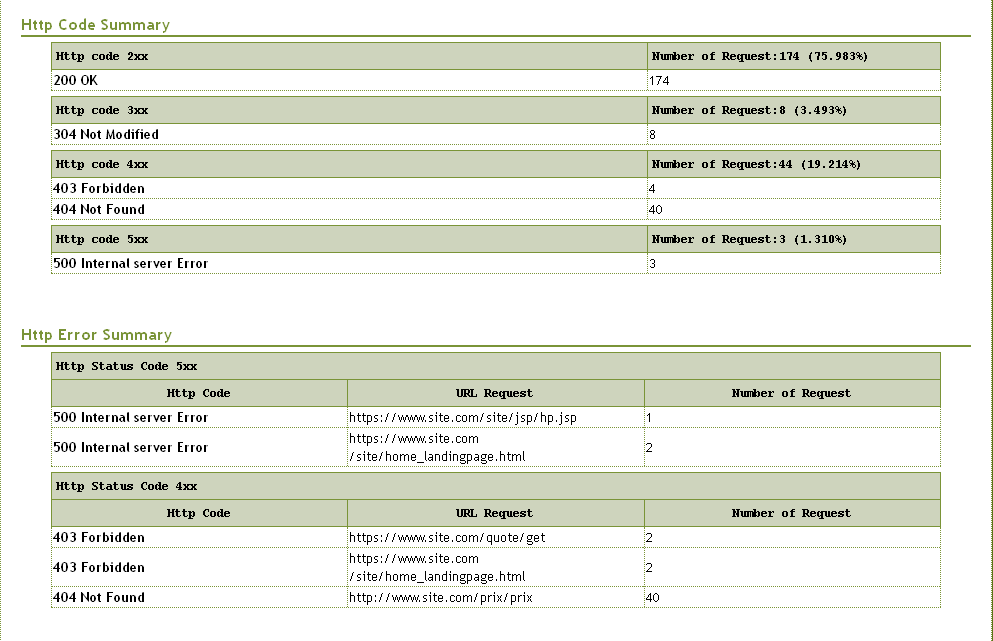 Http Code Summary
Http code 2xx Number of Request:174 (75.983%)
200 OK 174
Http code 3xx Number of Request:8 (3.493%)
304 Not Modified 8
Http code 4xx Number of Request:44 (19.214%)
403 Forbidden 4
404 Not Found 40
Http code 5xx Number of Request:3 (1.310%)
500 Internal server Error 3
Http Error Summary
Http Status Code 5xx
Http Code URL Request Number of Request
500 Internal server Error https://www.site.com/site/jsp/hp.jsp 1
500 Internal server Error https://www.site.com
/site/home_landingpage.html 2
Http Status Code 4xx
Http Code URL Request Number of Request
403 Forbidden https://www.site.com/quote/get 2
403 Forbidden https://www.site.com
/site/home_landingpage.html 2
404 Not Found http://www.site.com/prix/prix 40